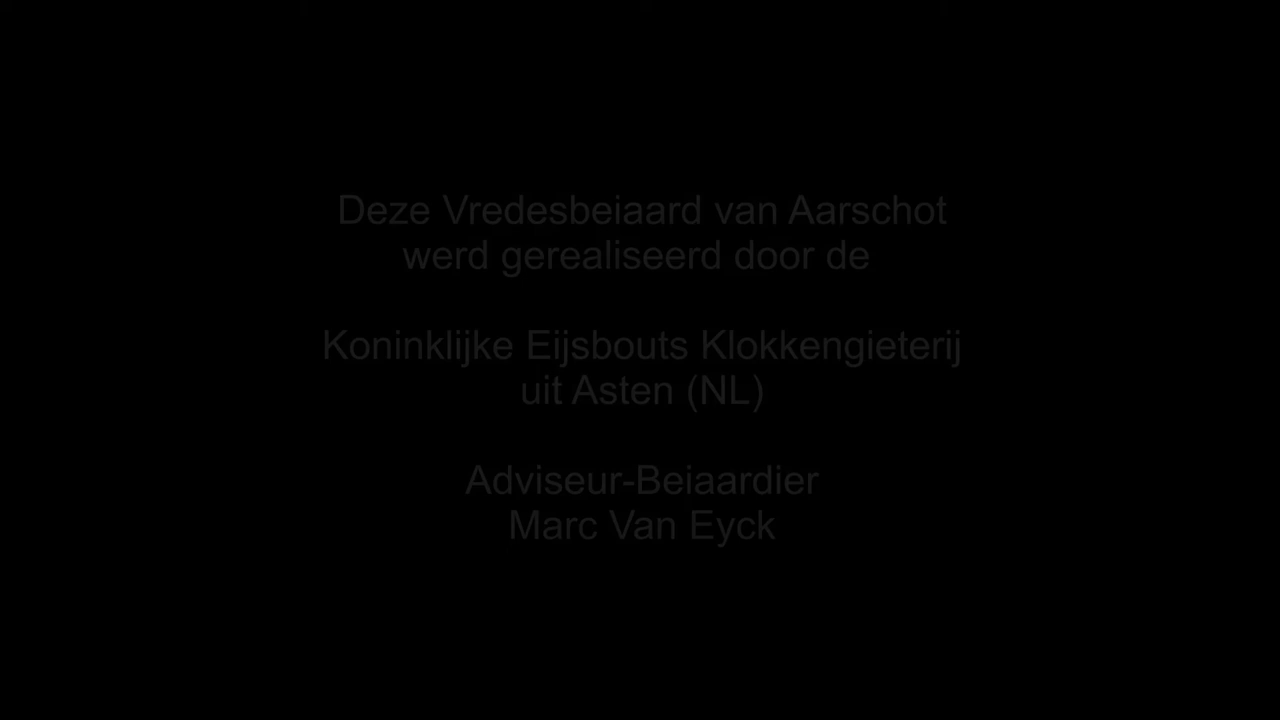 Deze Vredesbeiaard van Aarschot
werd gerealiseerd door de
Koninklijke Eijsbouts Klokkengieterij
uit Asten (NL)
Adviseur-Beiaardier
Marc Van Eyck